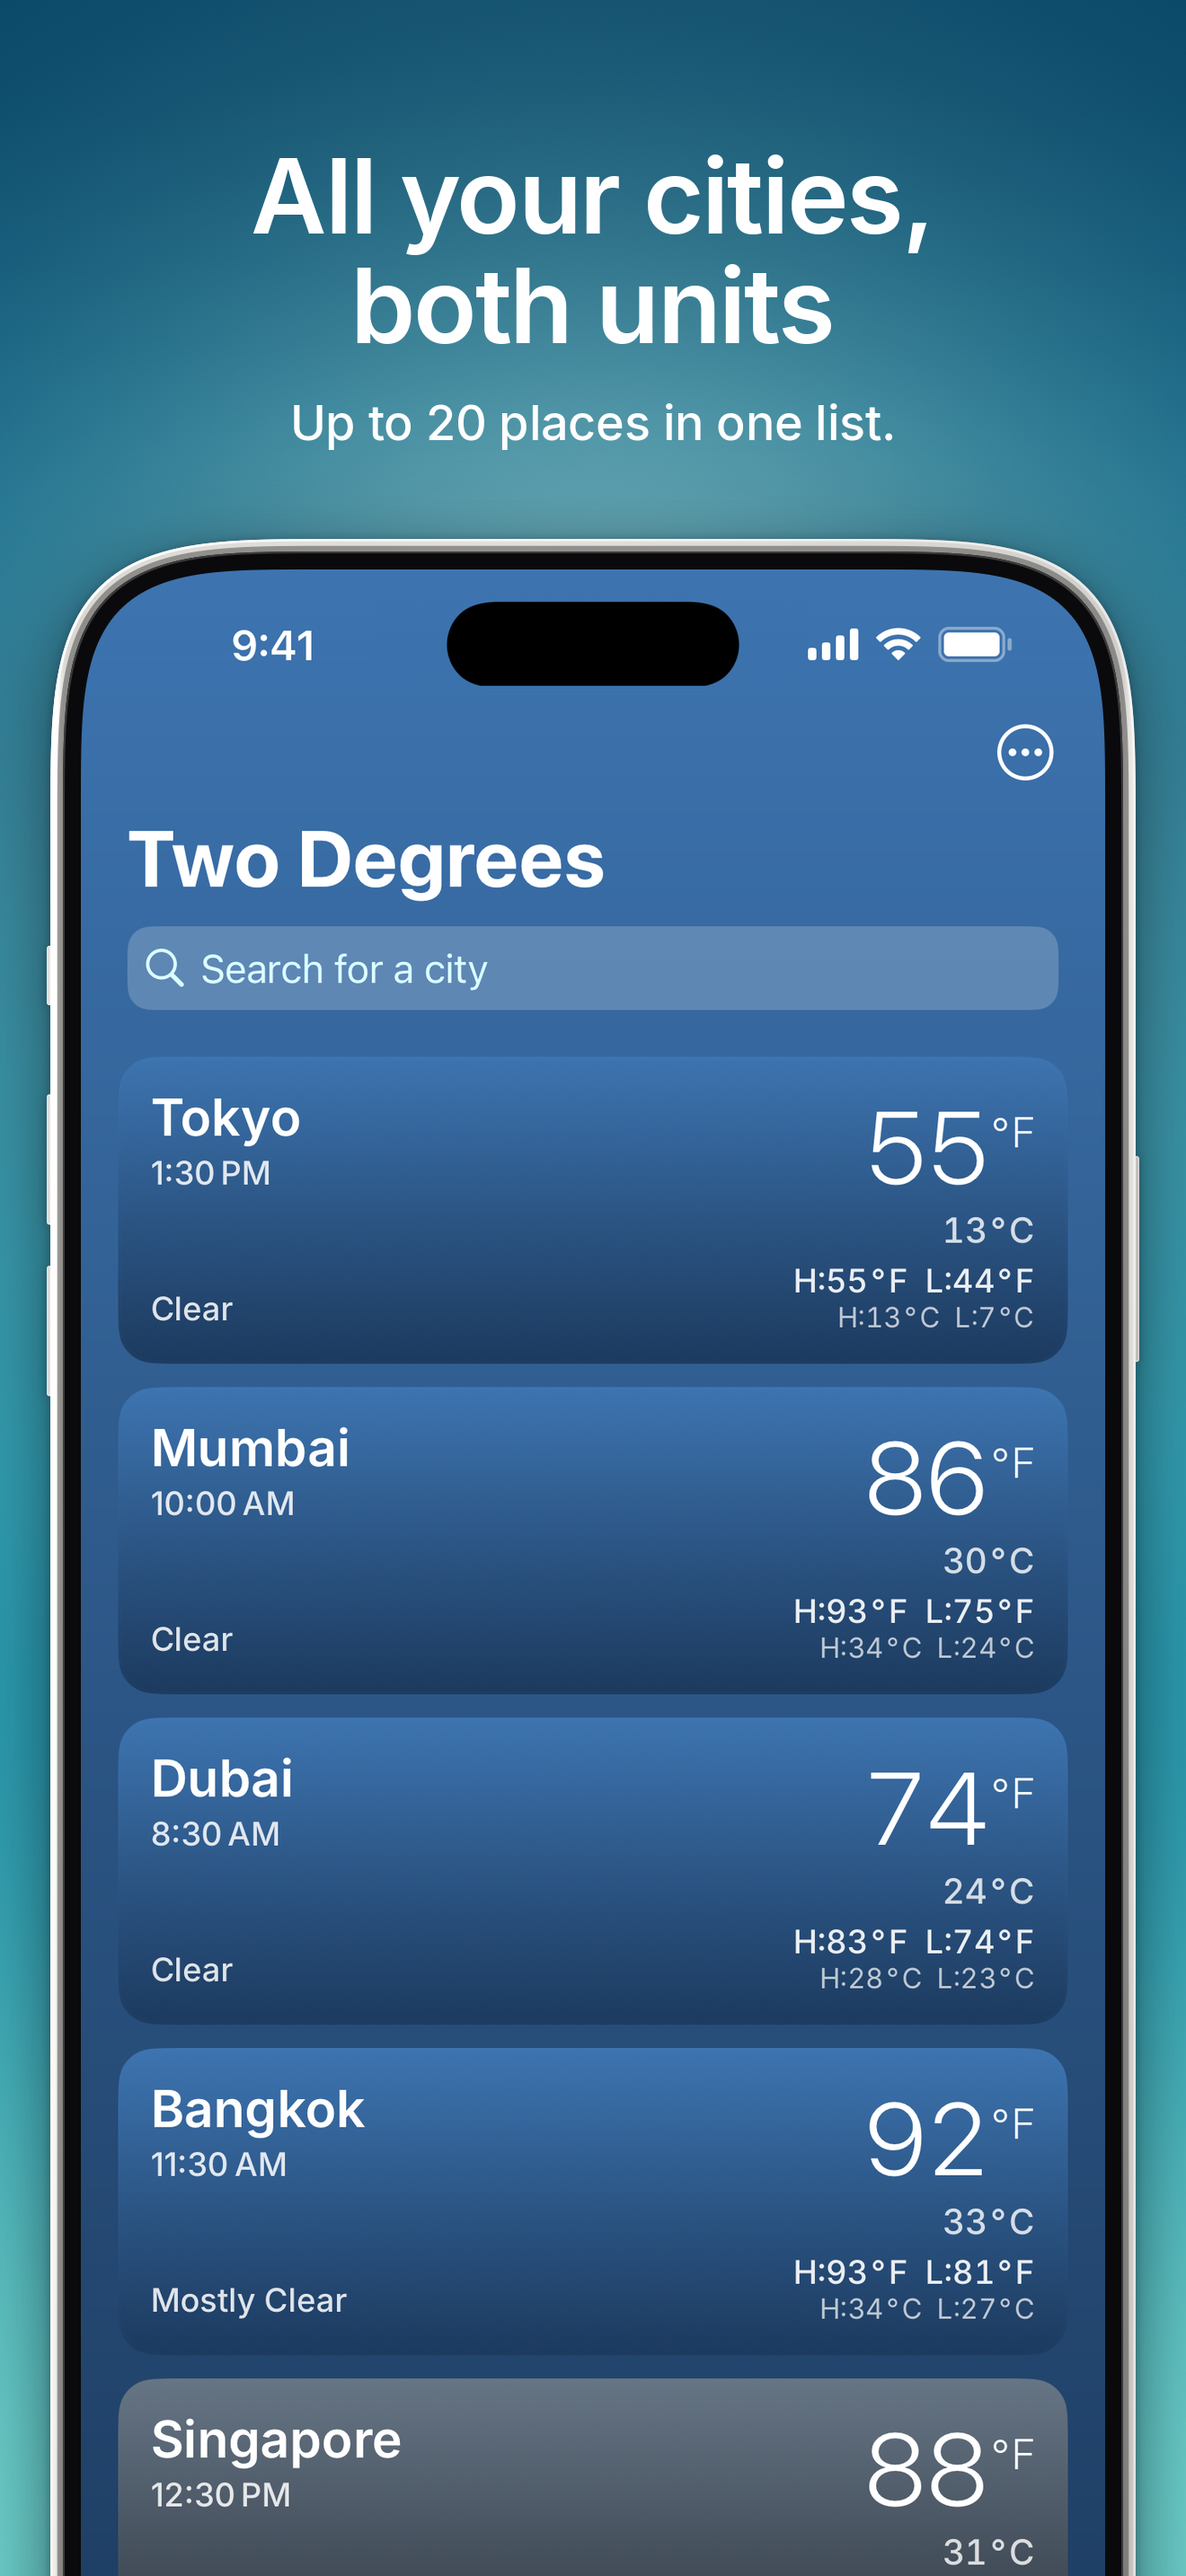 All your cities,
both units
Up to 20 places in one list.
9:41
Two Degrees
Search for a city
Tokyo
1:30 PM
55°F
13°C
H:55°F L:44°F
Clear
H:13°C L:7°C
Mumbai
10:00 AM
86°F
30°C
H:93°F L:75°F
Clear
H:34°C L:24°C
Dubai
8:30 AM
74°F
24°C
H:83°F L:74°F
Clear
H:28°C L:23°C
Bangkok
11:30 AM
92°F
33°C
H:93°F L:81°F
Mostly Clear
H:34°C L:27°C
Singapore
12:30 PM
88°F
31°C